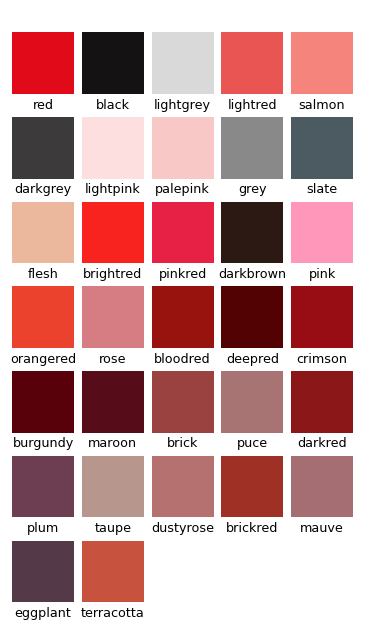 red black lightgrey lightred salmon
darkgrey lightpink palepink grey slate
flesh brightred pinkred darkbrown pink
orangered rose bloodred deepred crimson
burgundy maroon brick puce darkred
plum taupe dustyrose brickred mauve
eggplant terracotta